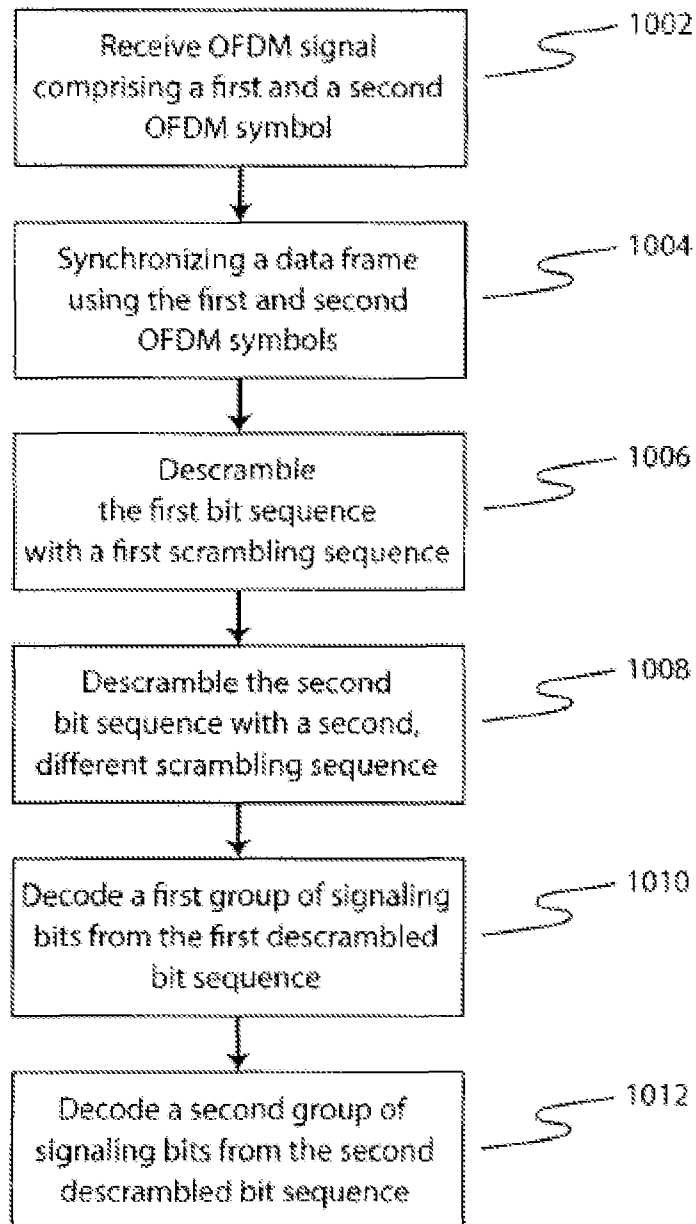 Receive OFDM signal
comprising a first and a second
OFDM symbol
1002
Synchronizing a data frame
using the first and second
OFDM symbols
1004
Descramble
the first bit sequence
with a first scrambling sequence
1006
Descramble the second
bit sequence with a second,
different scrambling sequence
1008
Decode a first group of signaling
bits from the first descrambled
bit sequence
1010
Decode a second group of
signaling bits from the second
descrambled bit sequence
1012